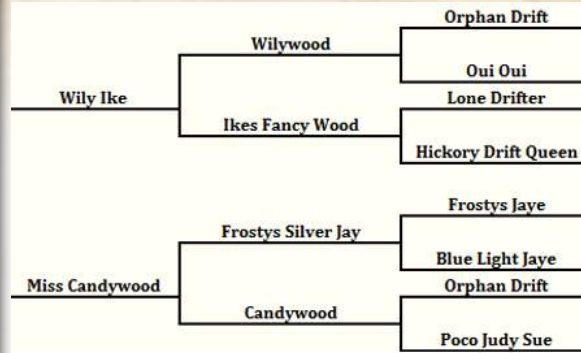 Orphan Drift
Wilywood
Oui Oui
Wily Ike
Lone Drifter
Ikes Fancy Wood
Hickory Drift Queen
Frostys Jaye
Frostys Silver Jay
Blue Light Jaye
Miss Candywood
Orphan Drift
Candywood
Poco Judy Sue